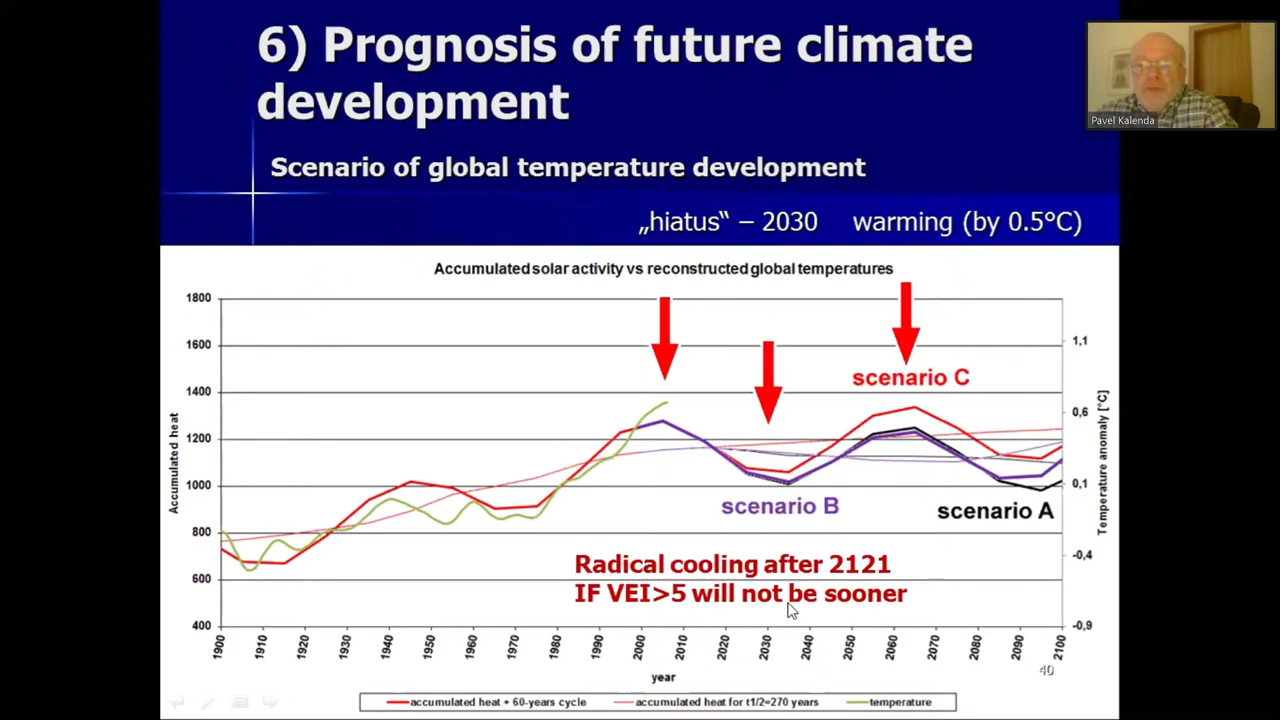 6) Prognosis of future climate
development
Pavel Kalenda
Scenario of global temperature development
„hiatus“ – 2030 warming (by 0.5°C)
Accumulated solar activity vs reconstructed global temperatures
1800
1600
1400
1200
1000
800
600
400
Accumulated heat
1,1
0,6
0,1
-0,4
-0,9
Temperature anomaly [°C]
scenario C
scenario B
scenario A
Radical cooling after 2121
IF VEI>5 will not be sooner
1900 1910 1920 1930 1940 1950 1960 1970 1980 1990 2000 2010 2020 2030 2040 2050 2060 2070 2080 2090 2100
year
40
accumulated heat + 60-years cycle accumulated heat for t1/2=270 years temperature